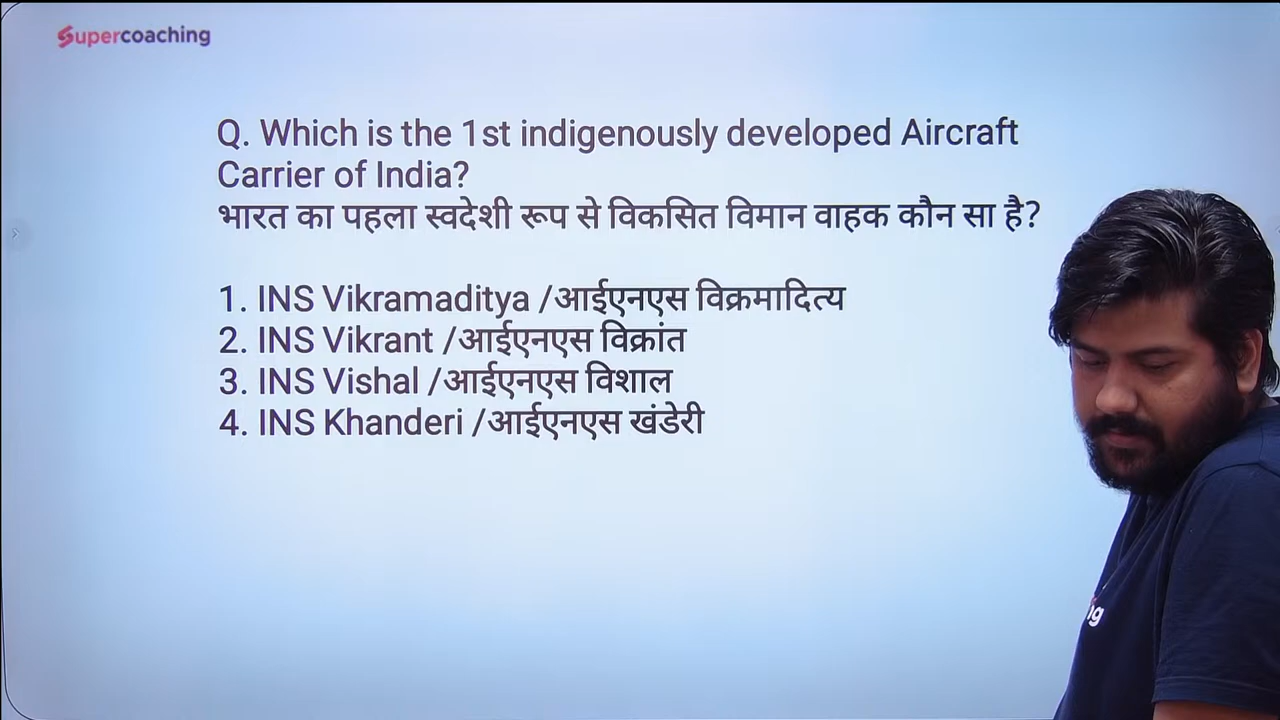 Supercoaching
Q. Which is the 1st indigenously developed Aircraft
Carrier of India?
भारत का पहला स्वदेशी रूप से विकसित विमान वाहक कौन सा है?
1. INS Vikramaditya /आईएनएस विक्रमादित्य
2. INS Vikrant /आईएनएस विक्रांत
3. INS Vishal /आईएनएस विशाल
4. INS Khanderi /आईएनएस खंडेरी